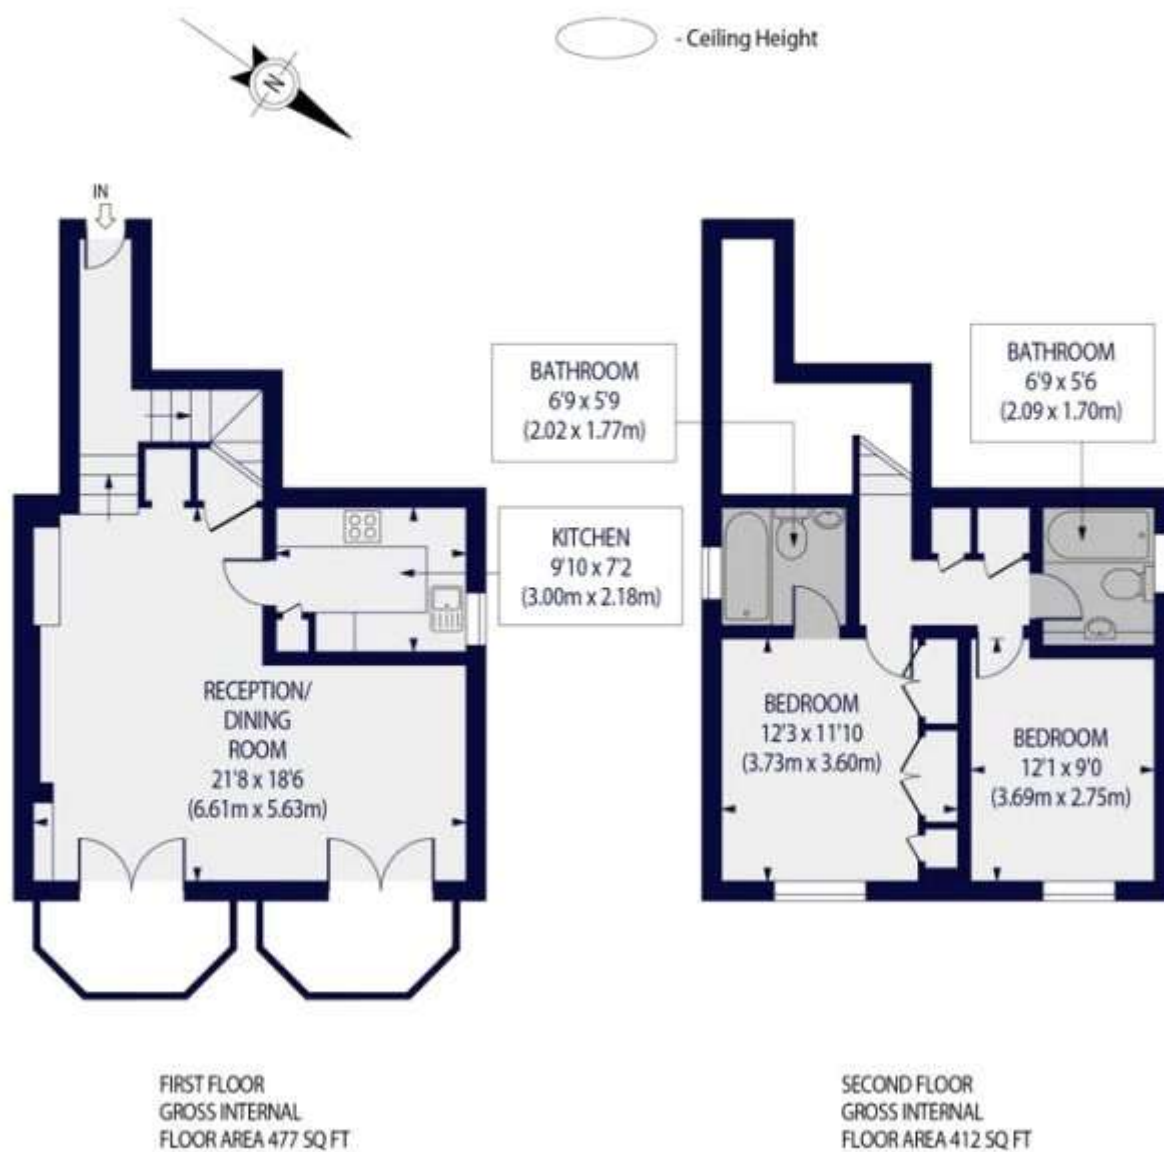 N
- Ceiling Height
IN
BATHROOM
6'9 x 5'9
(2.02 x 1.77m)
BATHROOM
6'9 x 5'6
(2.09 x 1.70m)
KITCHEN
9'10 x 7'2
(3.00m x 2.18m)
RECEPTION/
DINING
ROOM
21'8 x 18'6
(6.61m x 5.63m)
BEDROOM
12'3 x 11'10
(3.73m x 3.60m)
BEDROOM
12'1 x 9'0
(3.69m x 2.75m)
FIRST FLOOR
GROSS INTERNAL
FLOOR AREA 477 SQ FT
SECOND FLOOR
GROSS INTERNAL
FLOOR AREA 412 SQ FT